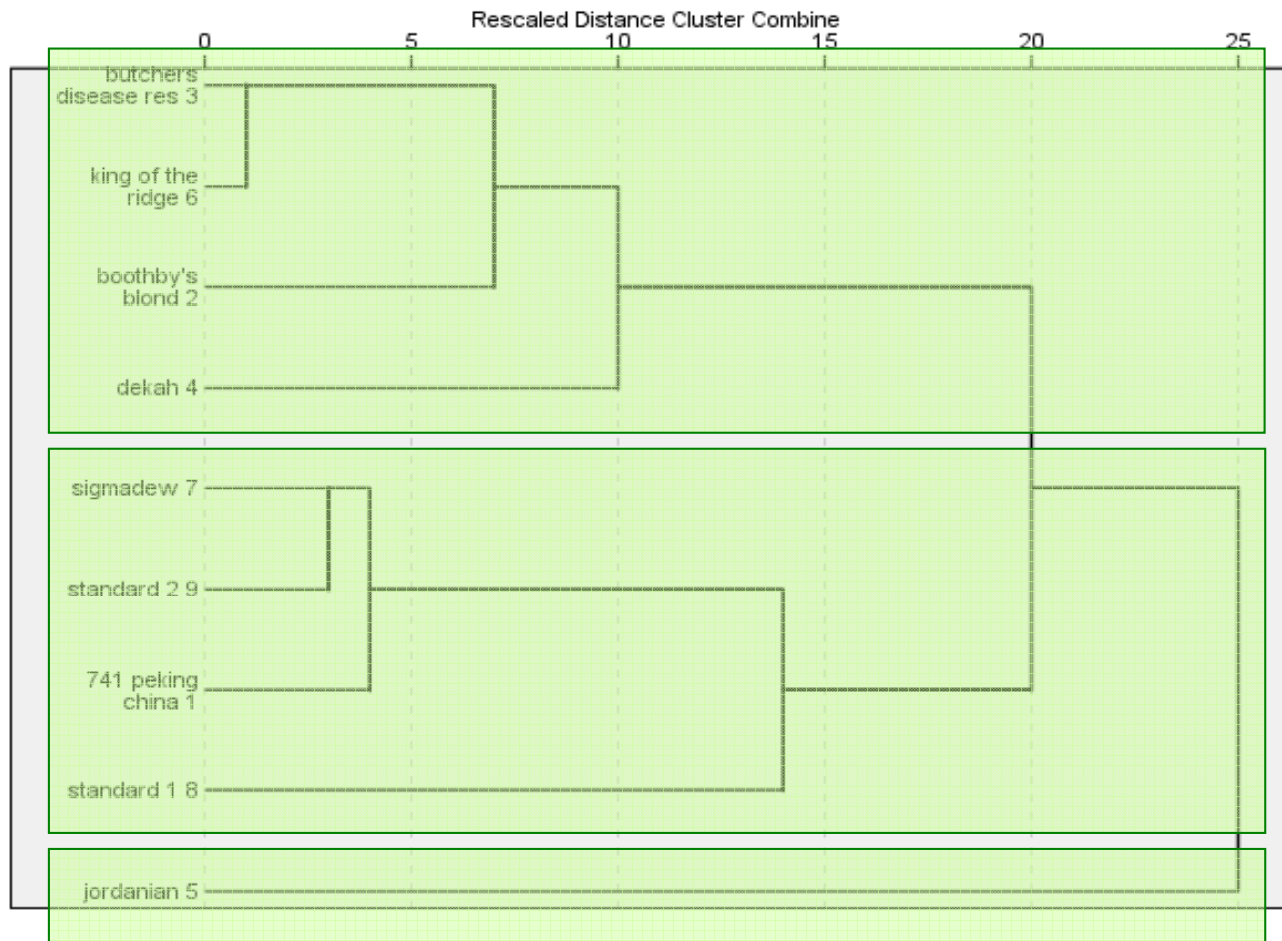 Rescaled Distance Cluster Combine
0 5 10 15 20 25
butchers
disease res 3
king of the
ridge 6
boothby's
blond 2
dekah 4
sigmadew 7
standard 2 9
741 peking
china 1
standard 1 8
jordanian 5